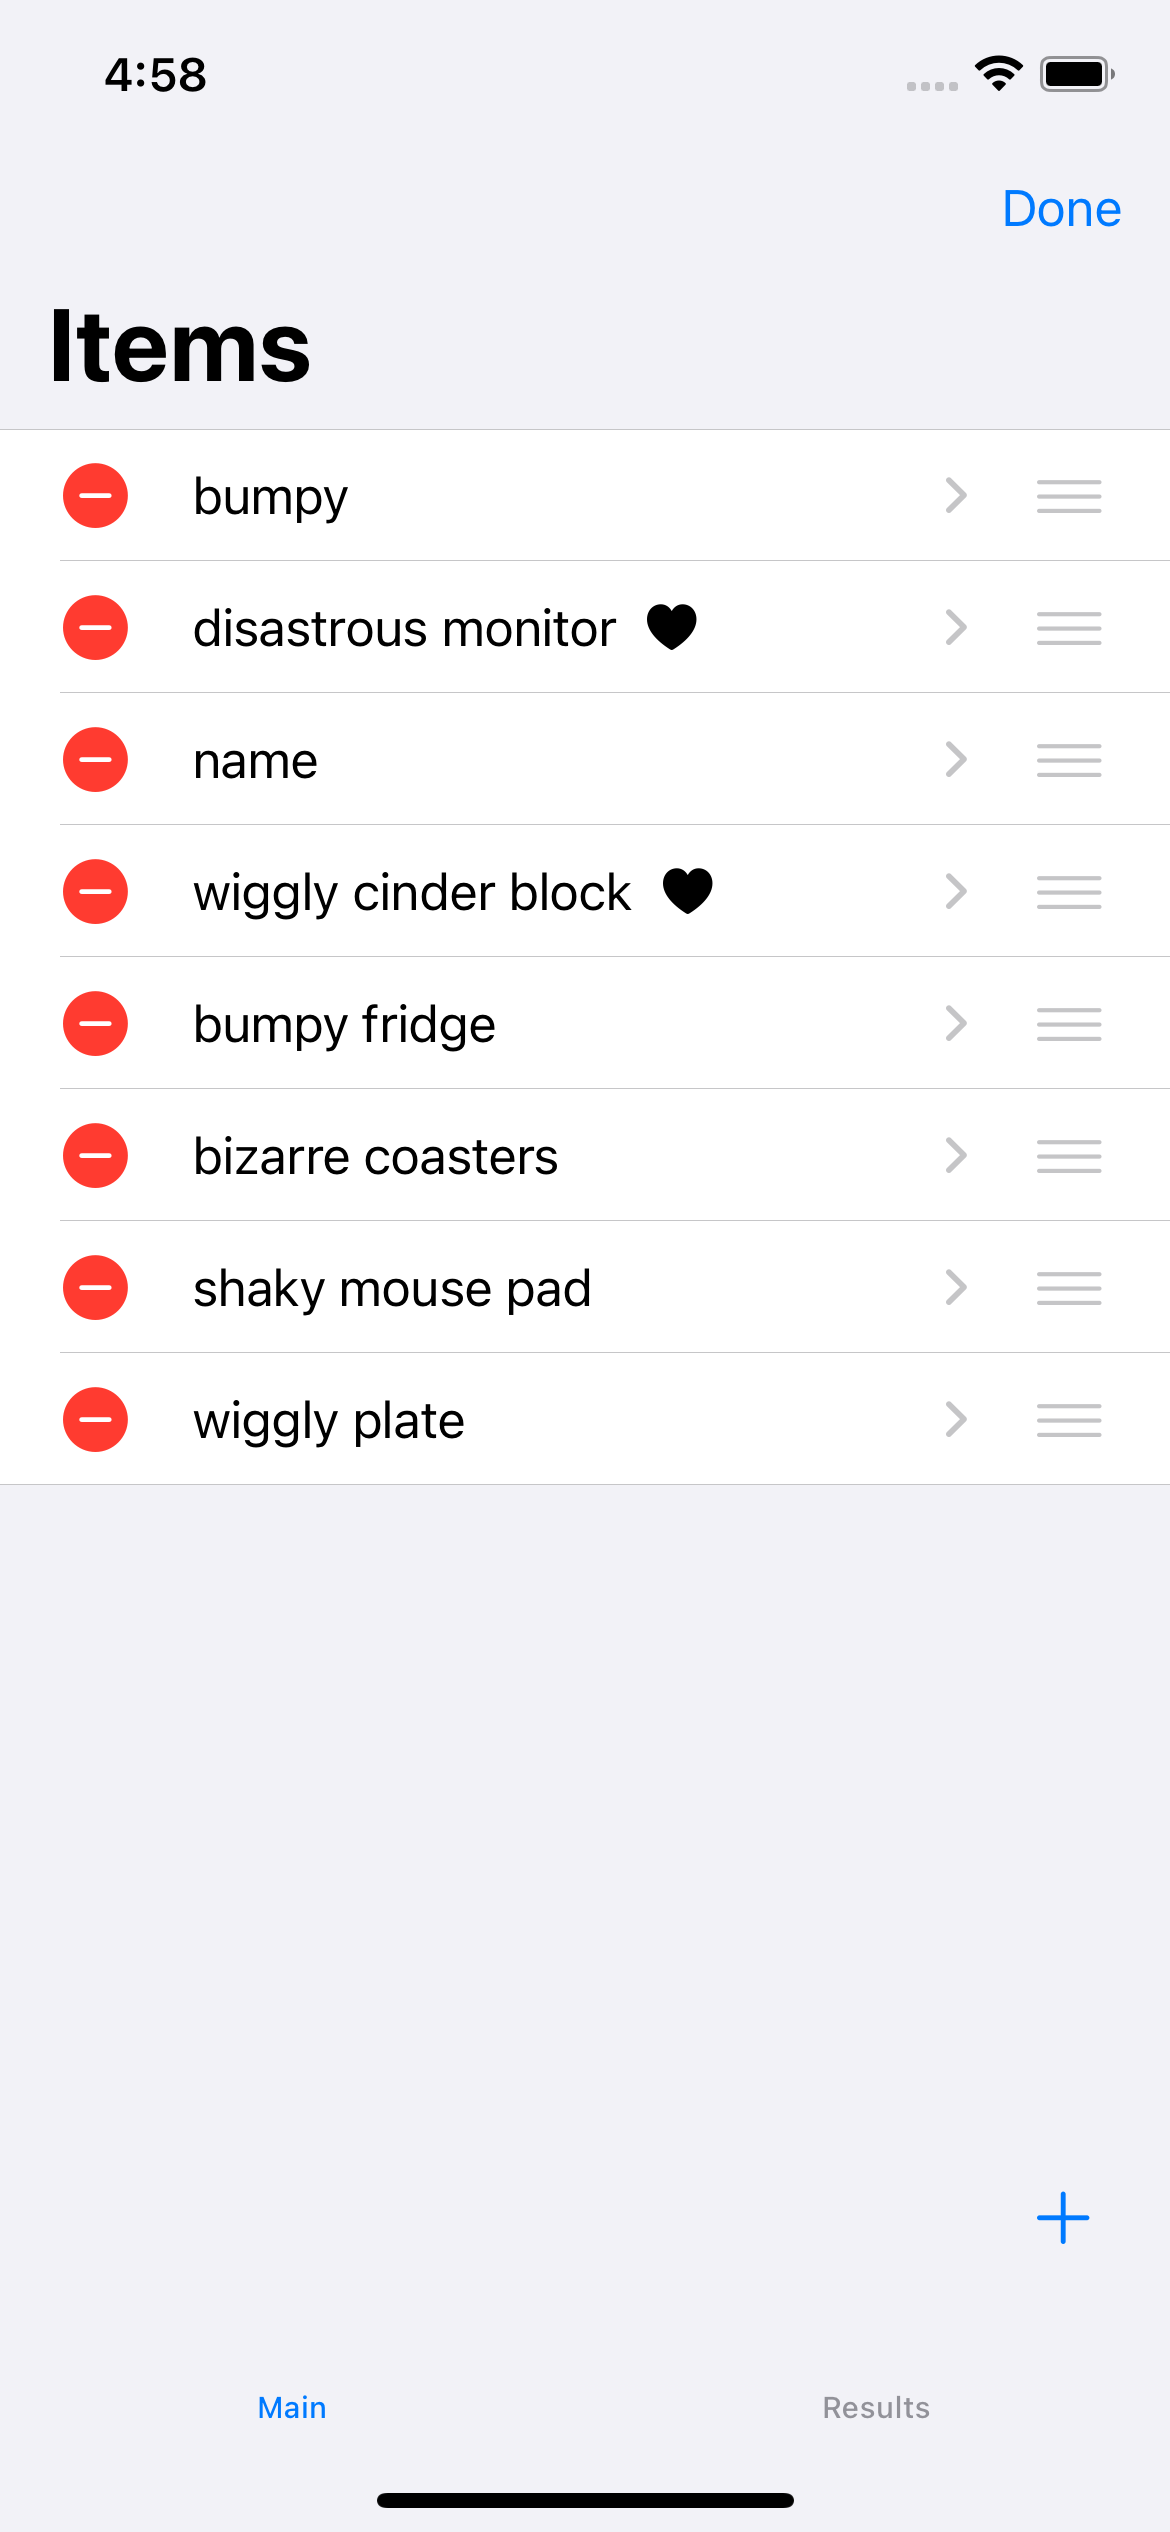 4:58
Done
Items
bumpy
disastrous monitor
name
wiggly cinder block
bumpy fridge
bizarre coasters
shaky mouse pad
wiggly plate
Main
Results